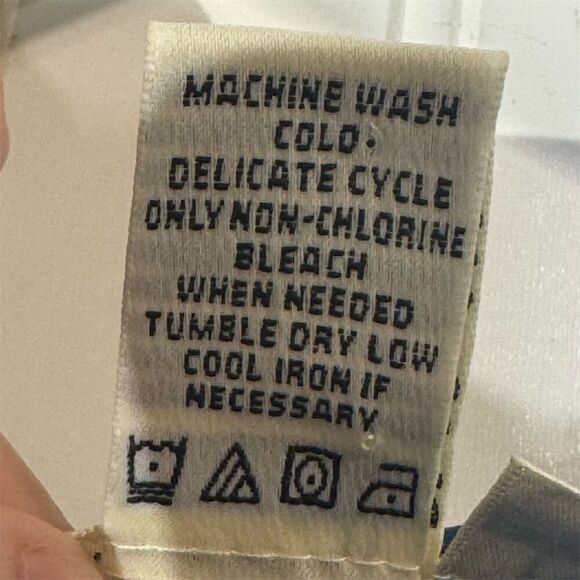 MACHINE WASH
COLD.
DELICATE CYCLE
ONLY NON-CHLORINE
BLEACH
WHEN NEEDED
TUMBLE DRY LOW
COOL IRON IF
NECESSARY